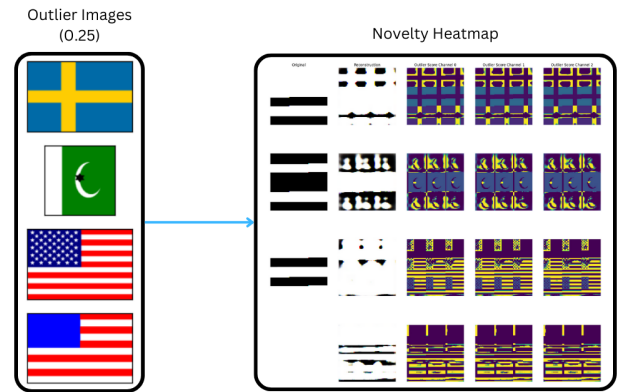 Outlier Images
(0.25)
Novelty Heatmap
Original
Reconstruction
Outlier Score Channel 0
Outlier Score Channel 1
Outlier Score Channel 2